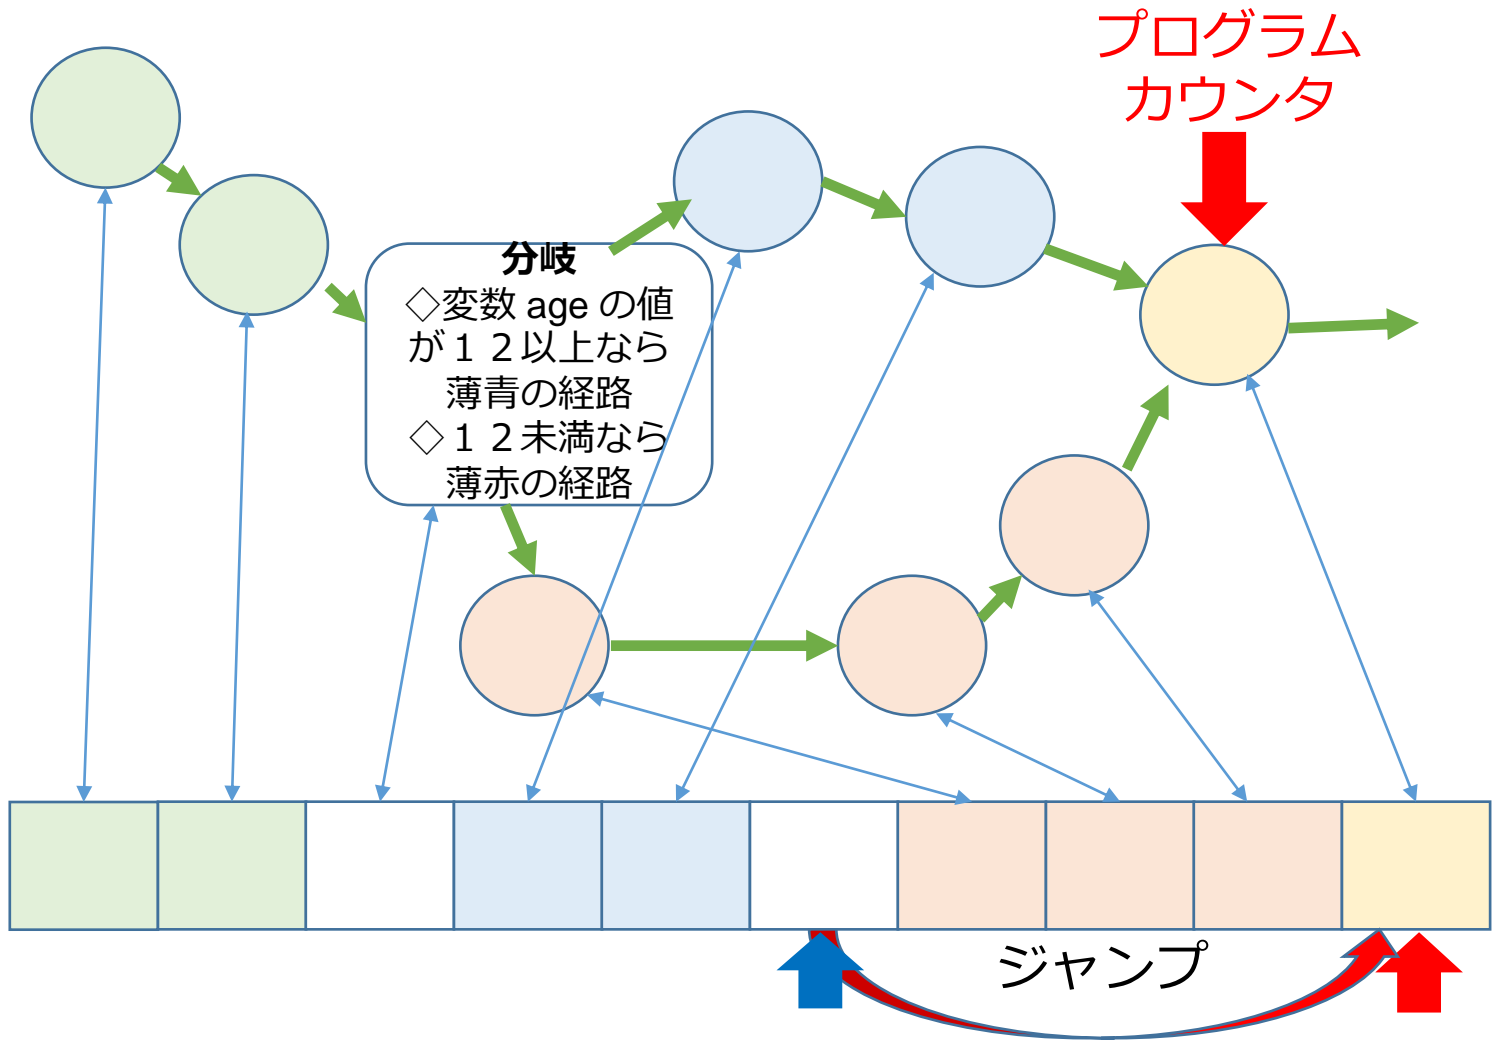 プログラム
カウンタ
分岐
◇変数 age の値
が１２以上なら
薄青の経路
◇１２未満なら
薄赤の経路
ジャンプ